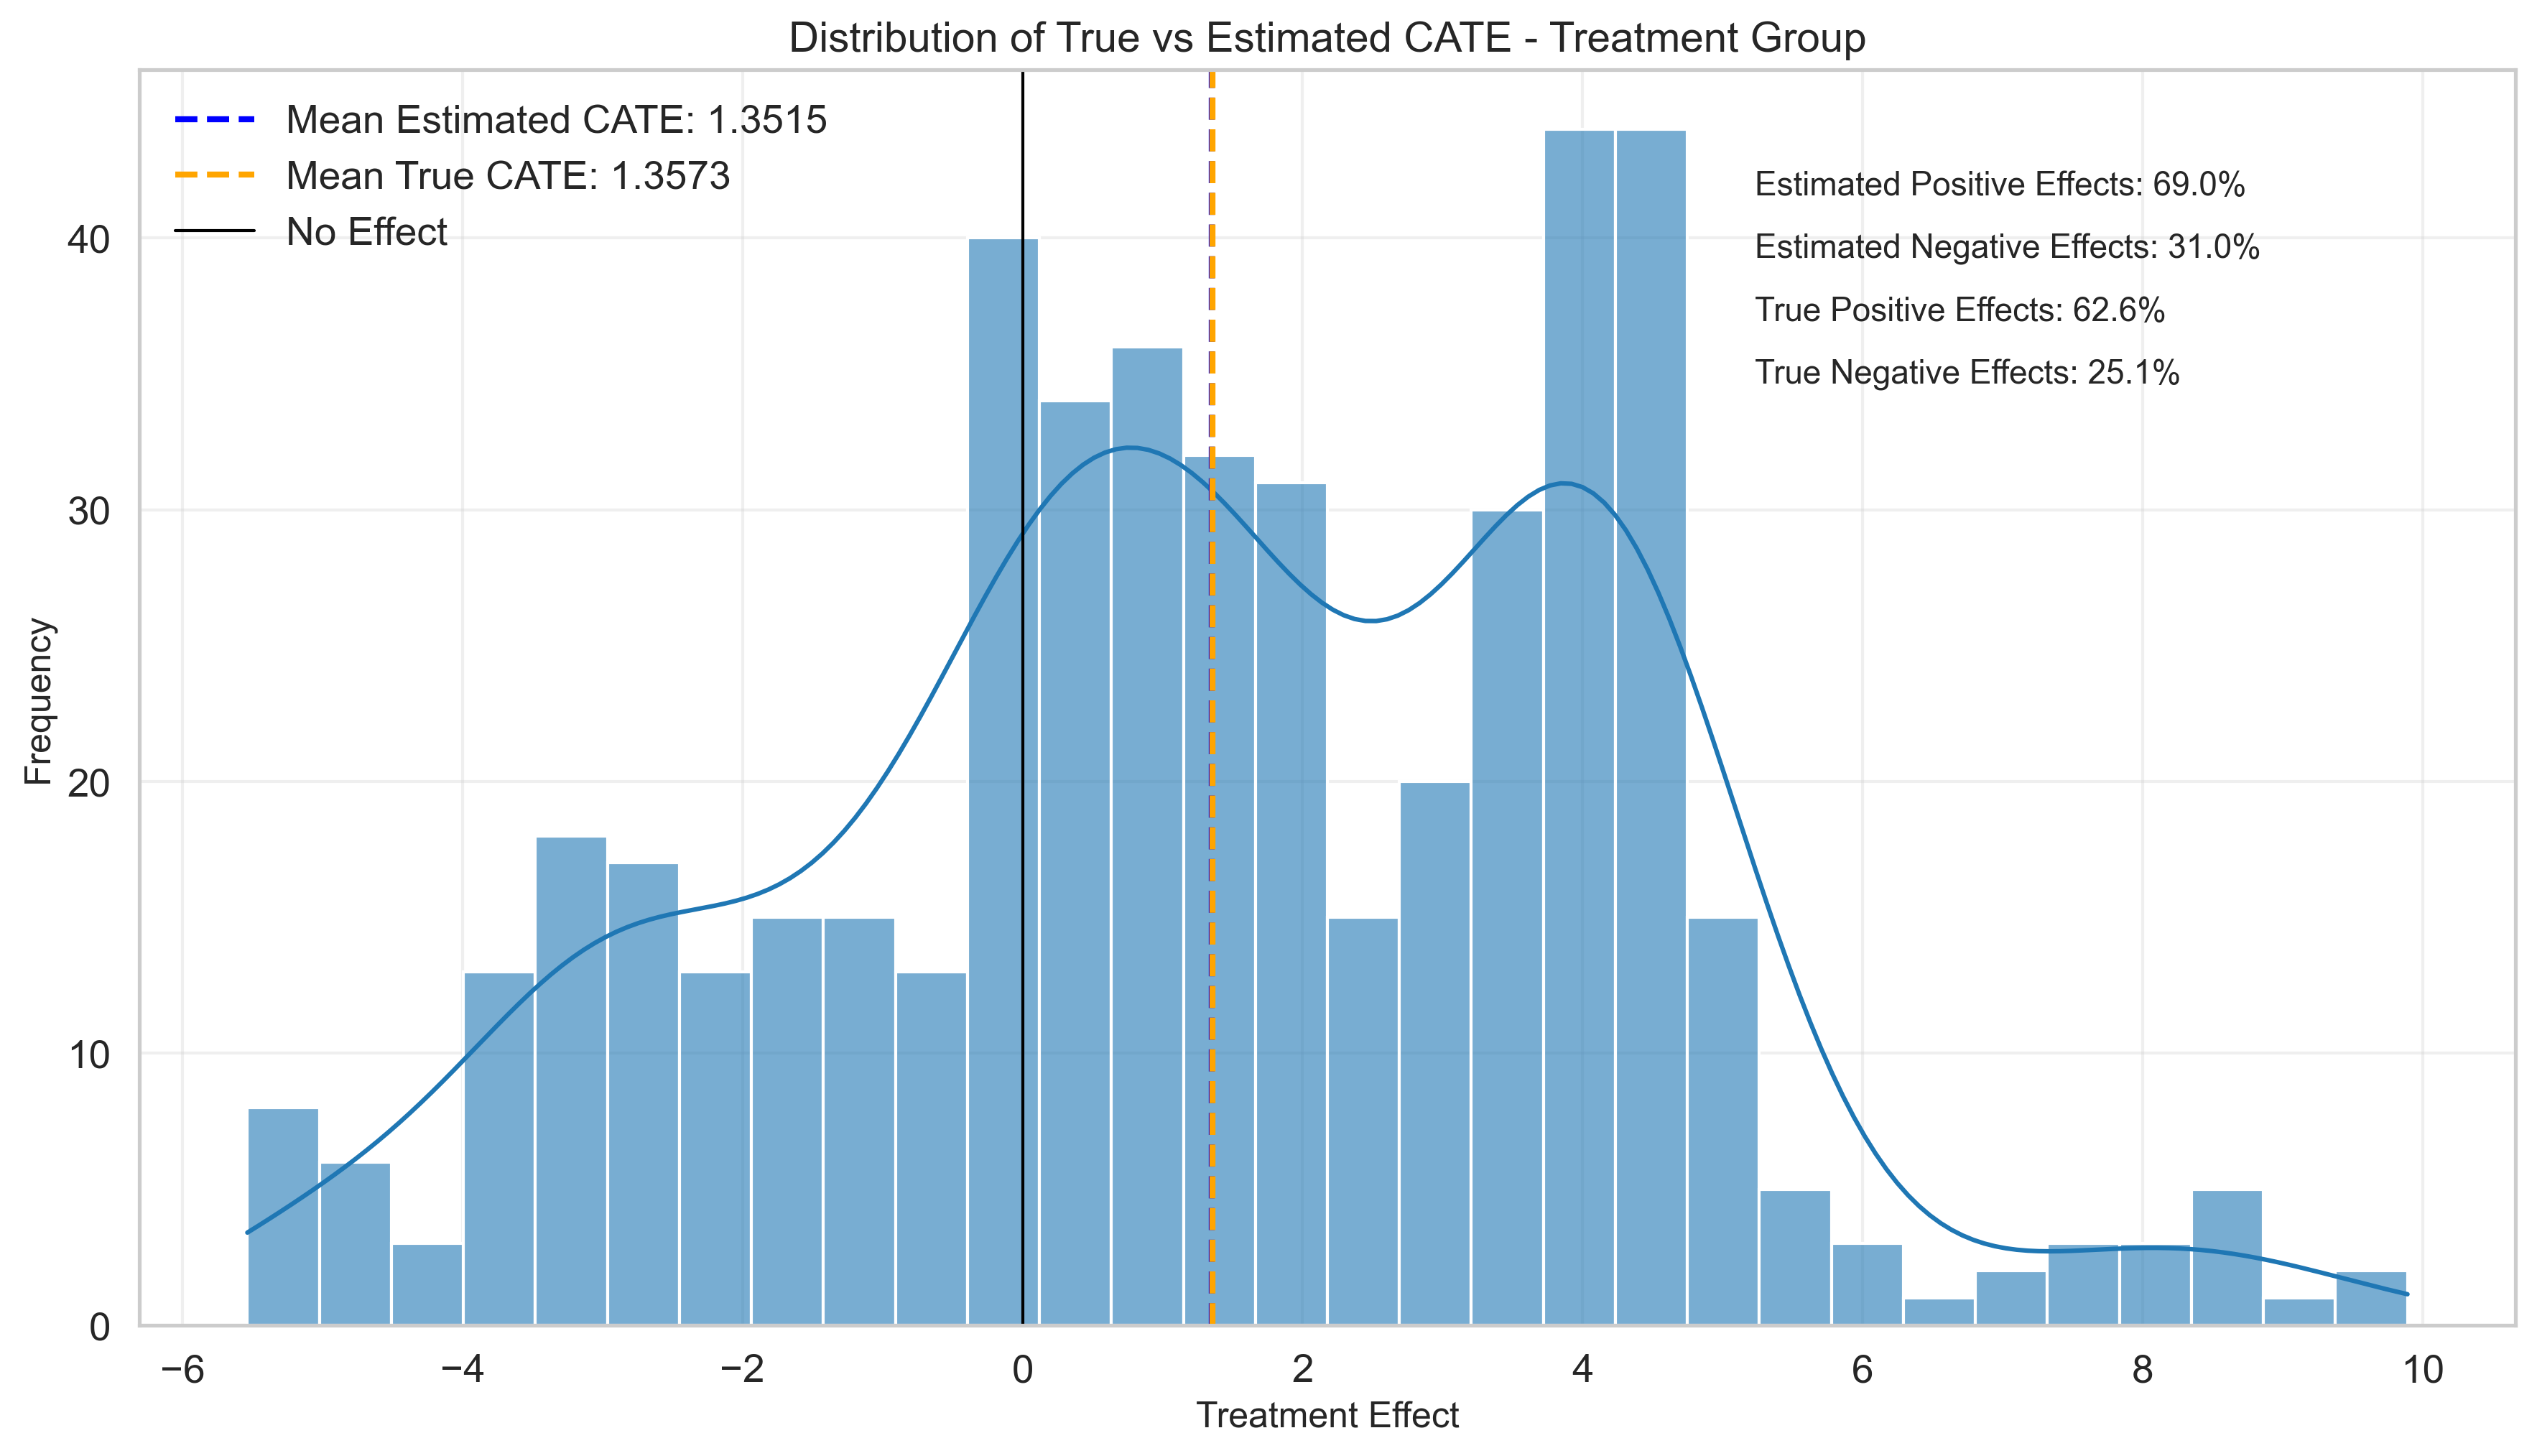 Distribution of True vs Estimated CATE - Treatment Group
Mean Estimated CATE: 1.3515
Mean True CATE: 1.3573
No Effect
Estimated Positive Effects: 69.0%
Estimated Negative Effects: 31.0%
True Positive Effects: 62.6%
True Negative Effects: 25.1%
Frequency
40
30
20
10
0
−6 −4 −2 0 2 4 6 8 10
Treatment Effect